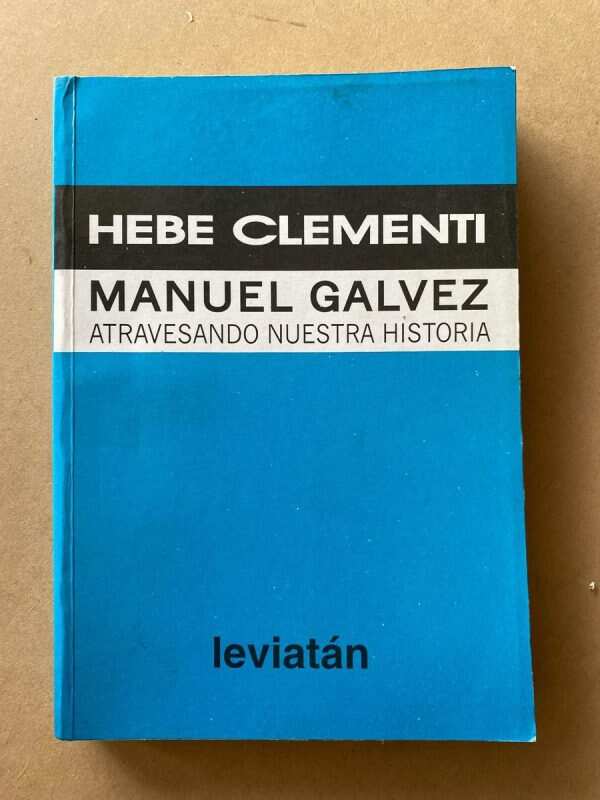 HEBE CLEMENTI
MANUEL GALVEZ
ATRAVESANDO NUESTRA HISTORIA
leviatán